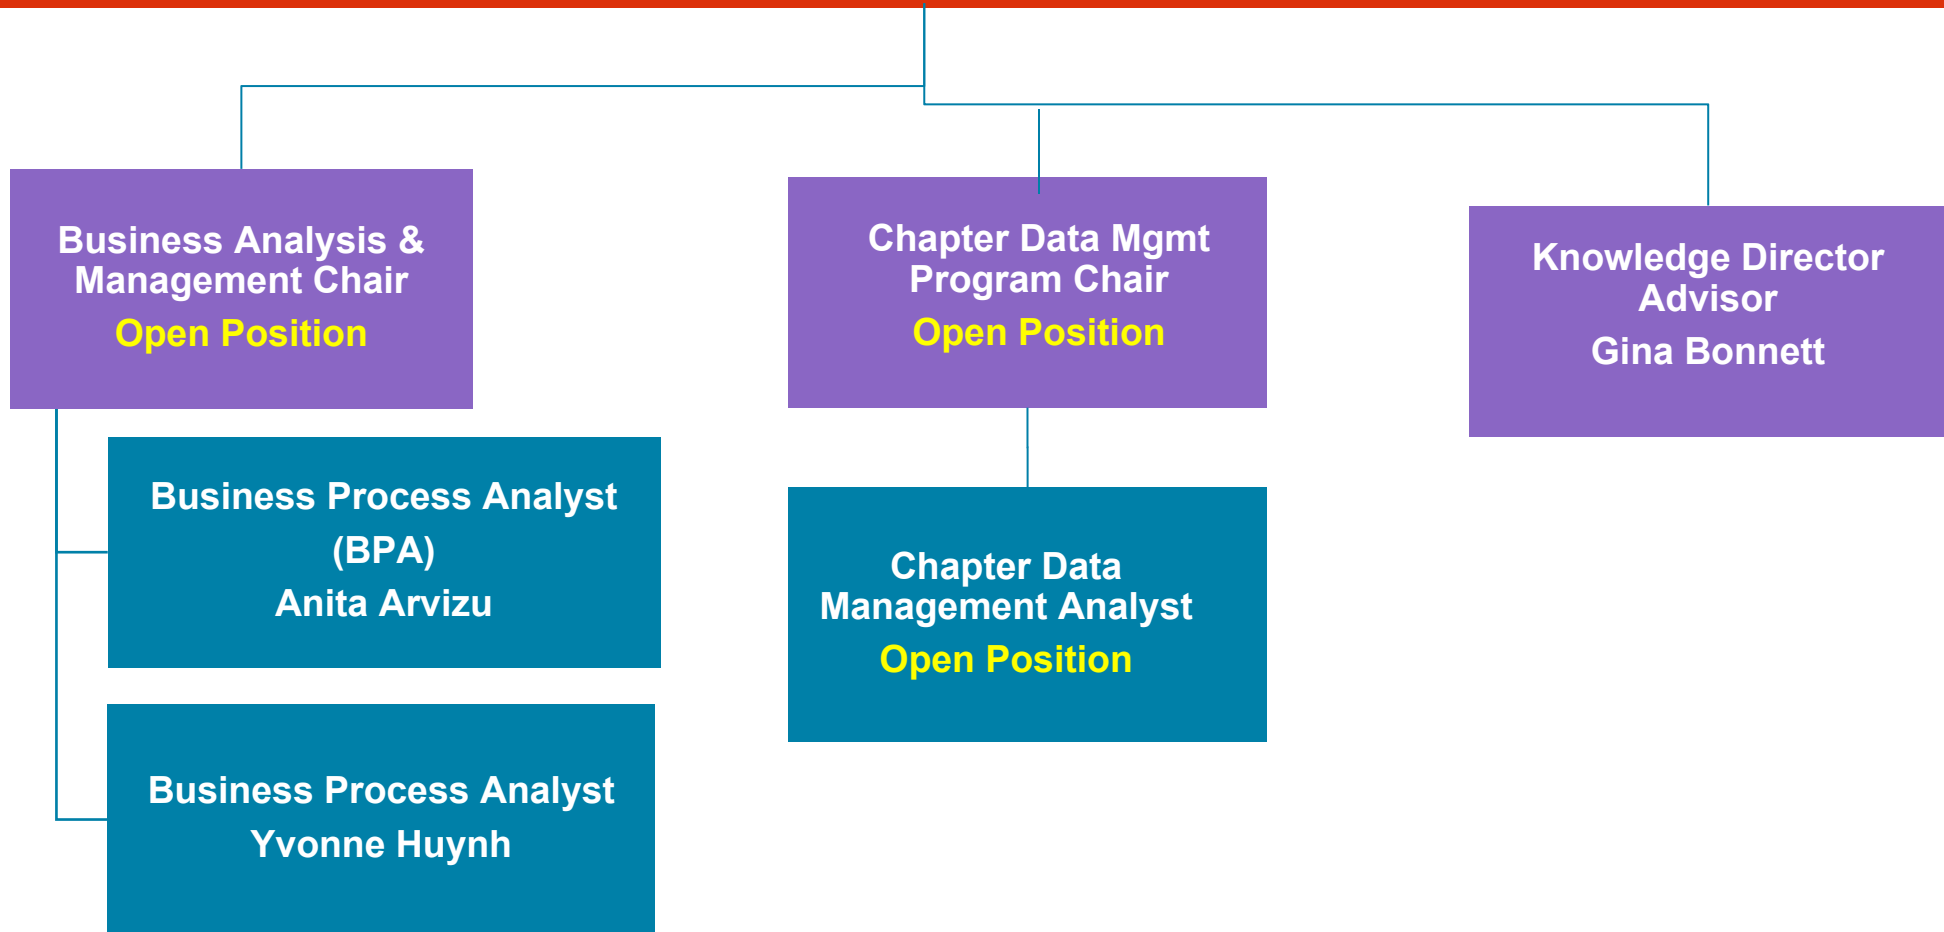 Business Analysis &
Management Chair
Open Position
Chapter Data Mgmt
Program Chair
Open Position
Knowledge Director
Advisor
Gina Bonnett
Business Process Analyst
(BPA)
Anita Arvizu
Chapter Data
Management Analyst
Open Position
Business Process Analyst
Yvonne Huynh